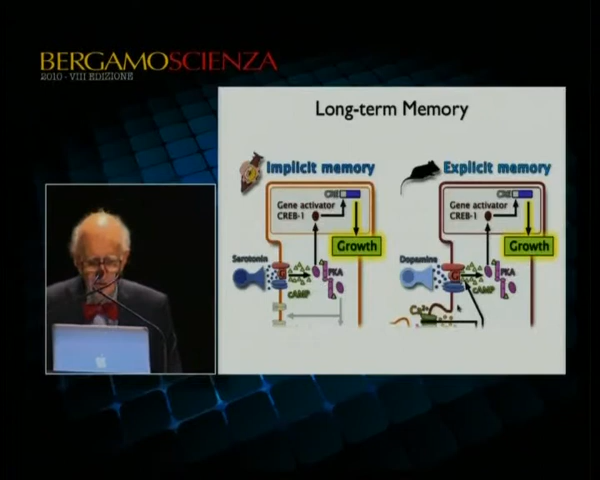 BERGAMOSCIENZA
2010 - VIII EDIZIONE
Long-term Memory
Implicit memory
CRE
Gene activator
CREB-1
Growth
Serotonin
G
PKA
cAMP
Explicit memory
CRE
Gene activator
CREB-1
Growth
Dopamine
G
PKA
cAMP
Ca2+